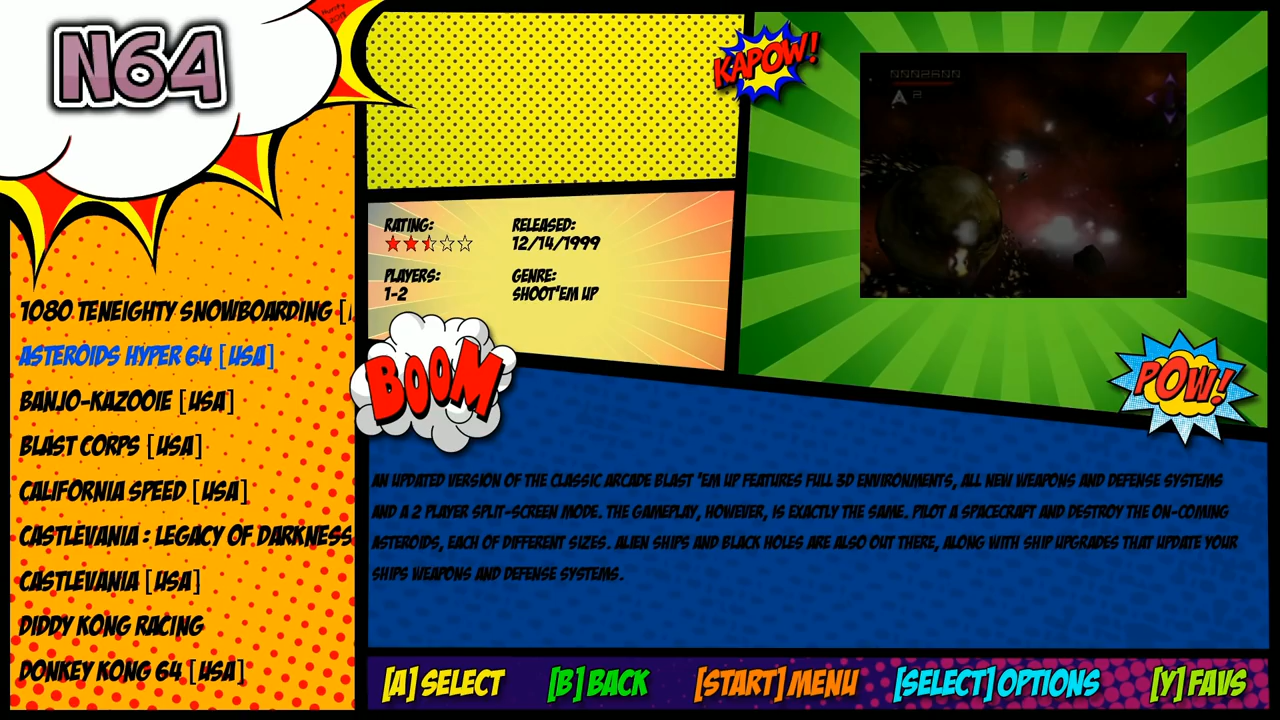 N64
1080 TENEIGHTY SNOWBOARDING [
ASTEROIDS HYPER 64 [USA]
BANJO-KAZOOIE [USA]
BLAST CORPS [USA]
CALIFORNIA SPEED [USA]
CASTLEVANIA : LEGACY OF DARKNESS
CASTLEVANIA [USA]
DIDDY KONG RACING
DONKEY KONG 64 [USA]
KAPOW!
RATING:
RELEASED:
12/14/1999
PLAYERS:
1-2
GENRE:
SHOOT'EM UP
2
BOOM
POW!
AN UPDATED VERSION OF THE CLASSIC ARCADE BLAST 'EM UP FEATURES FULL 3D ENVIRONMENTS, ALL NEW WEAPONS AND DEFENSE SYSTEMS
AND A 2 PLAYER SPLIT-SCREEN MODE. THE GAMEPLAY, HOWEVER, IS EXACTLY THE SAME. PILOT A SPACECRAFT AND DESTROY THE ON-COMING
ASTEROIDS, EACH OF DIFFERENT SIZES. ALIEN SHIPS AND BLACK HOLES ARE ALSO OUT THERE, ALONG WITH SHIP UPGRADES THAT UPDATE YOUR
SHIPS WEAPONS AND DEFENSE SYSTEMS.
[A] SELECT
[B] BACK
[START] MENU
[SELECT] OPTIONS
[Y] FAVS